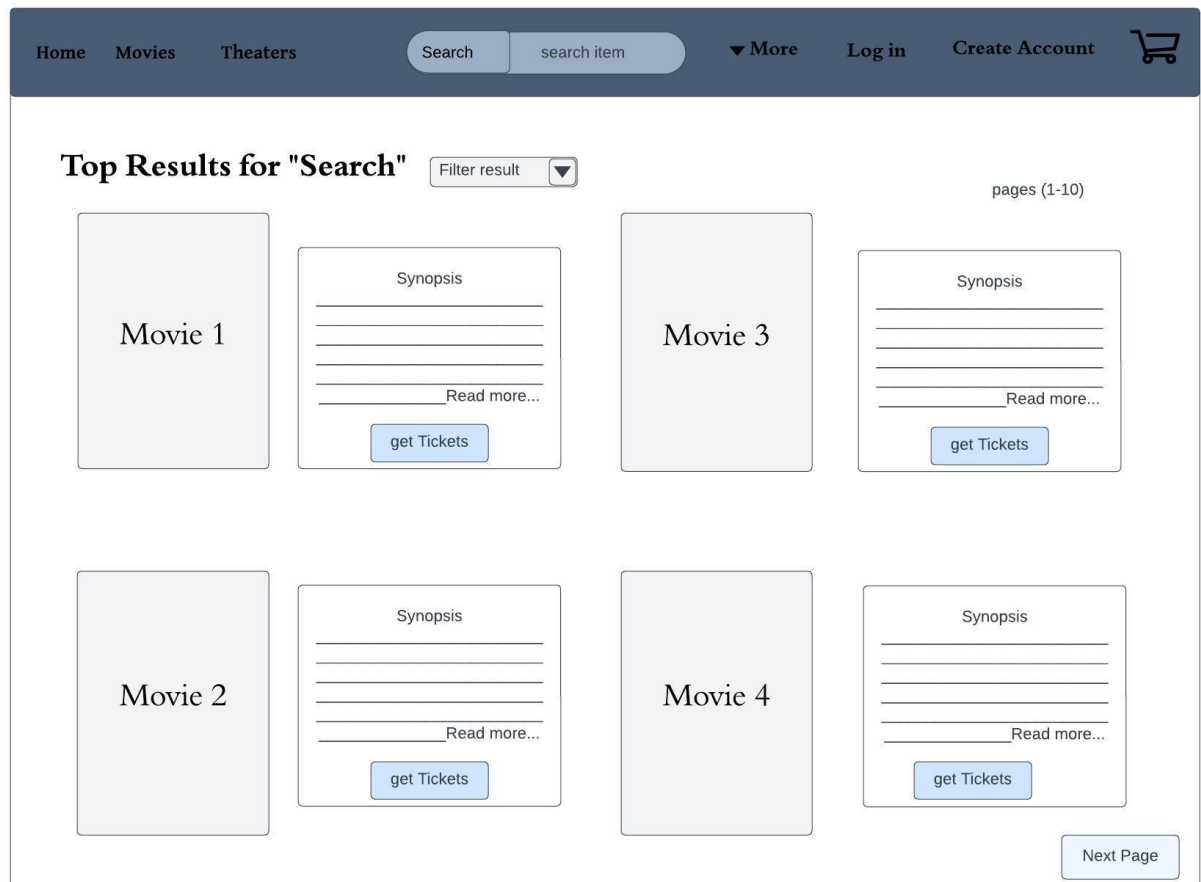 Home Movies Theaters Search search item More Log in Create Account
Top Results for "Search" Filter result
pages (1-10)
Movie 1
Synopsis
Read more...
get Tickets
Movie 3
Synopsis
Read more...
get Tickets
Movie 2
Synopsis
Read more...
get Tickets
Movie 4
Synopsis
Read more...
get Tickets
Next Page